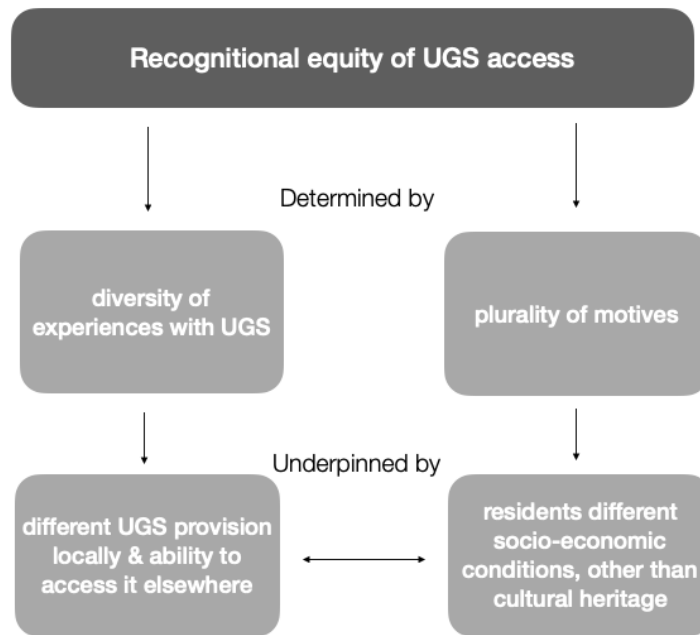 Recognitional equity of UGS access
Determined by
diversity of
experiences with UGS
plurality of motives
Underpinned by
different UGS provision
locally & ability to
access it elsewhere
residents different
socio-economic
conditions, other than
cultural heritage